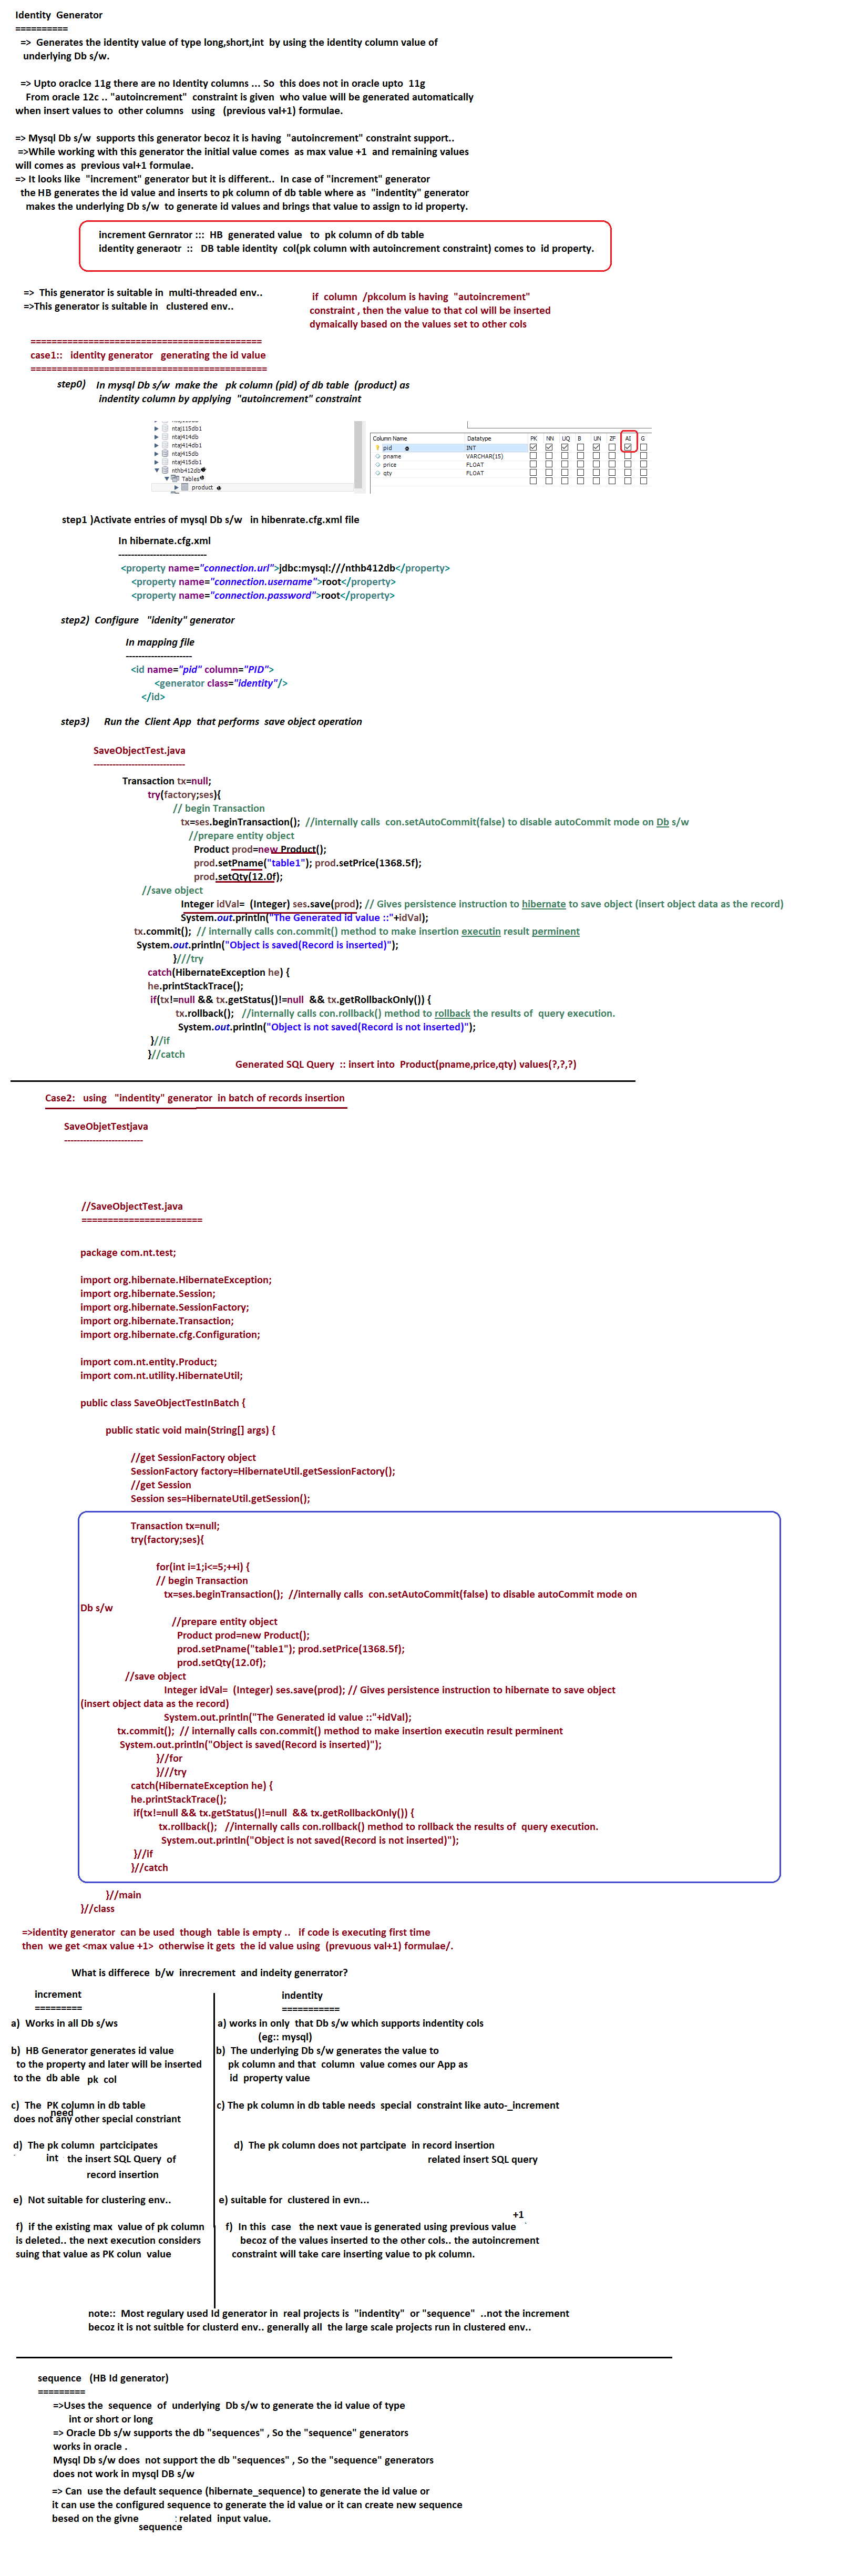 Identity Generator
==========
=> Generates the identity value of type long,short,int by using the identity column value of
underlying Db s/w.
=> Upto oraclce 11g there are no Identity columns ... So this does not in oracle upto 11g
From oracle 12c .. "autoincrement" constraint is given who value will be generated automatically
when insert values to other columns using (previous val+1) formulae.
=> Mysql Db s/w supports this generator becoz it is having "autoincrement" constraint support..
=>While working with this generator the initial value comes as max value +1 and remaining values
will comes as previous val+1 formulae.
=> It looks like "increment" generator but it is different.. In case of "increment" generator
the HB generates the id value and inserts to pk column of db table where as "indentity" generator
makes the underlying Db s/w to generate id values and brings that value to assign to id property.
increment Gernrator ::: HB generated value to pk column of db table
identity generaotr :: DB table identity col(pk column with autoincrement constraint) comes to id property.
=> This generator is suitable in multi-threaded env..
=>This generator is suitable in clustered env..
if column /pkcolum is having "autoincrement"
constraint , then the value to that col will be inserted
dymaically based on the values set to other cols
============================================
case1:: identity generator generating the id value
=============================================
step0) In mysql Db s/w make the pk column (pid) of db table (product) as
indentity column by applying "autoincrement" constraint
ntaj115db1
ntaj414db
ntaj414db1
ntaj415db
ntaj415db1
nthb412db
Tables
product
Column Name Datatype PK NN UQ B UN ZF AI G
pid INT
pname VARCHAR(15)
price FLOAT
qty FLOAT
step1 )Activate entries of mysql Db s/w in hibenrate.cfg.xml file
In hibernate.cfg.xml
----------------------------
<property name="connection.url">jdbc:mysql:///nthb412db</property>
<property name="connection.username">root</property>
<property name="connection.password">root</property>
step2) Configure "idenity" generator
In mapping file
---------------------
<id name="pid" column="PID">
<generator class="identity"/>
</id>
step3) Run the Client App that performs save object operation
SaveObjectTest.java
-----------------------------
Transaction tx=null;
try(factory;ses){
// begin Transaction
tx=ses.beginTransaction(); //internally calls con.setAutoCommit(false) to disable autoCommit mode on Db s/w
//prepare entity object
Product prod=new Product();
prod.setPname("table1"); prod.setPrice(1368.5f);
prod.setQty(12.0f);
//save object
Integer idVal= (Integer) ses.save(prod); // Gives persistence instruction to hibernate to save object (insert object data as the record)
System.out.println("The Generated id value ::"+idVal);
tx.commit(); // internally calls con.commit() method to make insertion executin result perminent
System.out.println("Object is saved(Record is inserted)");
}///try
catch(HibernateException he) {
he.printStackTrace();
if(tx!=null && tx.getStatus()!=null && tx.getRollbackOnly()) {
tx.rollback(); //internally calls con.rollback() method to rollback the results of query execution.
System.out.println("Object is not saved(Record is not inserted)");
}//if
}//catch
Generated SQL Query :: insert into Product(pname,price,qty) values(?,?,?)
Case2: using "indentity" generator in batch of records insertion
SaveObjetTestjava
-------------------------
//SaveObjectTest.java
=======================
package com.nt.test;
import org.hibernate.HibernateException;
import org.hibernate.Session;
import org.hibernate.SessionFactory;
import org.hibernate.Transaction;
import org.hibernate.cfg.Configuration;
import com.nt.entity.Product;
import com.nt.utility.HibernateUtil;
public class SaveObjectTestInBatch {
public static void main(String[] args) {
//get SessionFactory object
SessionFactory factory=HibernateUtil.getSessionFactory();
//get Session
Session ses=HibernateUtil.getSession();
Transaction tx=null;
try(factory;ses){
for(int i=1;i<=5;++i) {
// begin Transaction
tx=ses.beginTransaction(); //internally calls con.setAutoCommit(false) to disable autoCommit mode on
Db s/w
//prepare entity object
Product prod=new Product();
prod.setPname("table1"); prod.setPrice(1368.5f);
prod.setQty(12.0f);
//save object
Integer idVal= (Integer) ses.save(prod); // Gives persistence instruction to hibernate to save object
(insert object data as the record)
System.out.println("The Generated id value ::"+idVal);
tx.commit(); // internally calls con.commit() method to make insertion executin result perminent
System.out.println("Object is saved(Record is inserted)");
}//for
}///try
catch(HibernateException he) {
he.printStackTrace();
if(tx!=null && tx.getStatus()!=null && tx.getRollbackOnly()) {
tx.rollback(); //internally calls con.rollback() method to rollback the results of query execution.
System.out.println("Object is not saved(Record is not inserted)");
}//if
}//catch
}//main
}//class
=>identity generator can be used though table is empty .. if code is executing first time
then we get <max value +1> otherwise it gets the id value using (prevuous val+1) formulae/.
What is differece b/w inrecrement and indeity generrator?
increment
=========
a) Works in all Db s/ws
b) HB Generator generates id value
to the property and later will be inserted
to the db able pk col
c) The PK column in db table
need
does not any other special constriant
d) The pk column partcicipates
int the insert SQL Query of
record insertion
e) Not suitable for clustering env..
f) if the existing max value of pk column
is deleted.. the next execution considers
suing that value as PK colun value
indentity
===========
a) works in only that Db s/w which supports indentity cols
(eg:: mysql)
b) The underlying Db s/w generates the value to
pk column and that column value comes our App as
id property value
c) The pk column in db table needs special constraint like auto-_increment
d) The pk column does not partcipate in record insertion
related insert SQL query
e) suitable for clustered in evn...
+1
f) In this case the next vaue is generated using previous value
becoz of the values inserted to the other cols.. the autoincrement
constraint will take care inserting value to pk column.
note:: Most regulary used Id generator in real projects is "indentity" or "sequence" ..not the increment
becoz it is not suitble for clusterd env.. generally all the large scale projects run in clustered env..
sequence (HB Id generator)
=========
=>Uses the sequence of underlying Db s/w to generate the id value of type
int or short or long
=> Oracle Db s/w supports the db "sequences" , So the "sequence" generators
works in oracle .
Mysql Db s/w does not support the db "sequences" , So the "sequence" generators
does not work in mysql DB s/w
=> Can use the default sequence (hibernate_sequence) to generate the id value or
it can use the configured sequence to generate the id value or it can create new sequence
besed on the givne : related input value.
sequence